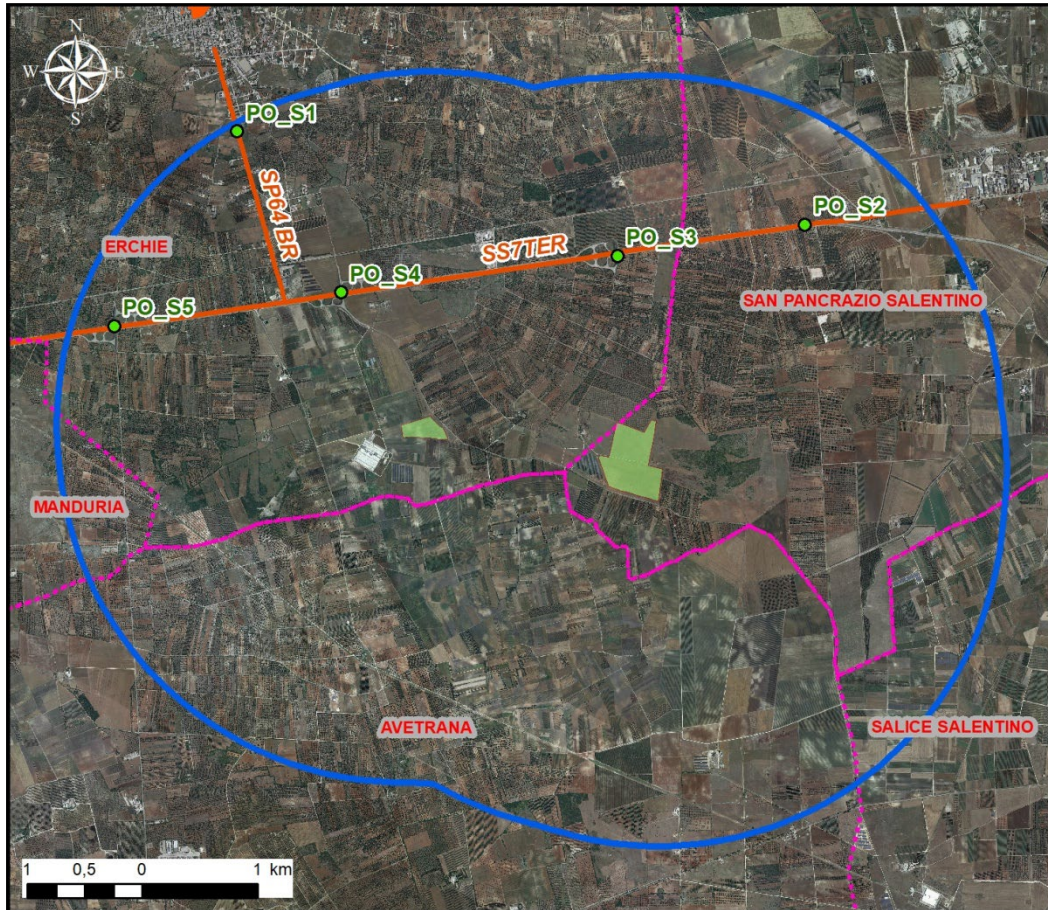 N
W E
S
PO_S1
SP64 BR
PO_S2
ERCHIE
SS7TER
PO_S3
PO_S4
SAN PANCRAZIO SALENTINO
PO_S5
MANDURIA
AVETRANA
SALICE SALENTINO
1 0,5 0 1 km